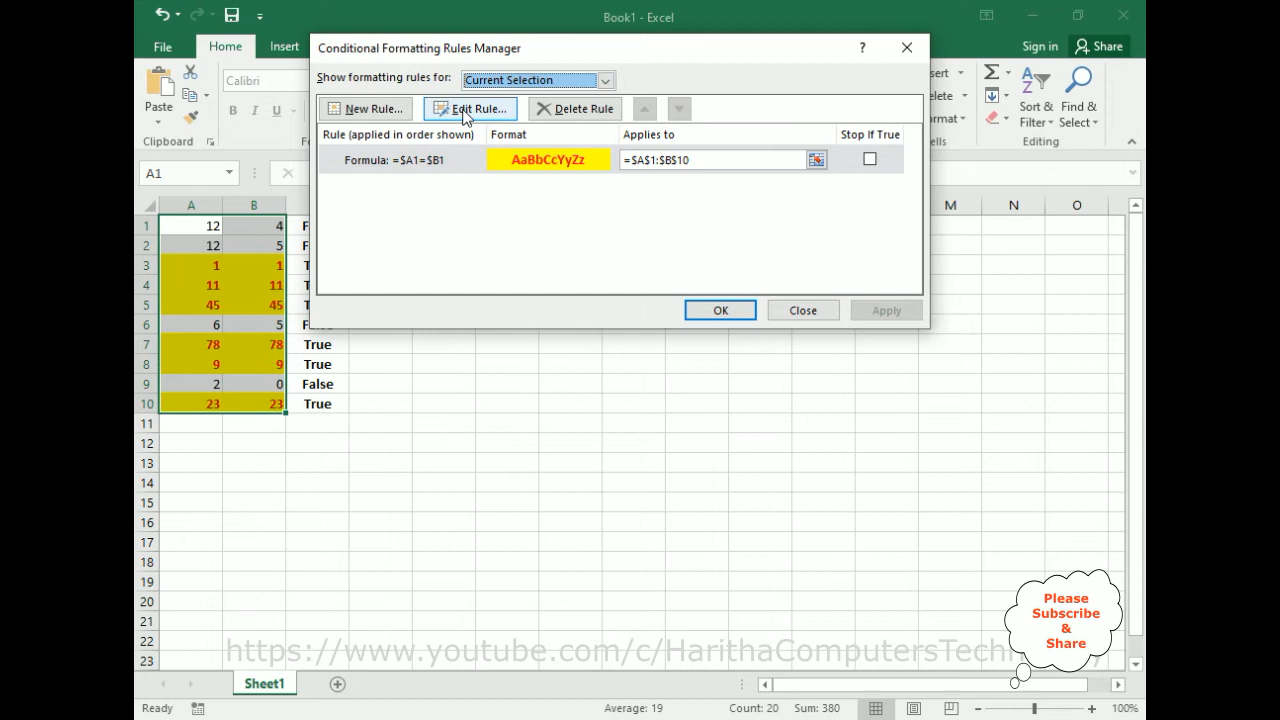 Book1 - Excel
File
Home
Insert
Sign in
Share
Paste
Calibri
B I U
Clipboard
Sort &
Filter
Find &
Select
Editing
Conditional Formatting Rules Manager
?
Show formatting rules for:
Current Selection
New Rule...
Edit Rule...
Delete Rule
Rule (applied in order shown)
Format
Applies to
Stop If True
Formula: =$A1=$B1
AaBbCcYyZz
=$A$1:$B$10
OK
Close
Apply
A1
A B M N O
1 12 4
2 12 5
3 1 1
4 11 11
5 45 45
6 6 5
7 78 78 True
8 9 9 True
9 2 0 False
10 23 23 True
11
12
13
14
15
16
17
18
19
20
21
22
23
Please
Subscribe
&
Share
https://www.youtube.com/c/HarithaComputersTech
Sheet1
Ready
Average: 19
Count: 20
Sum: 380
100%